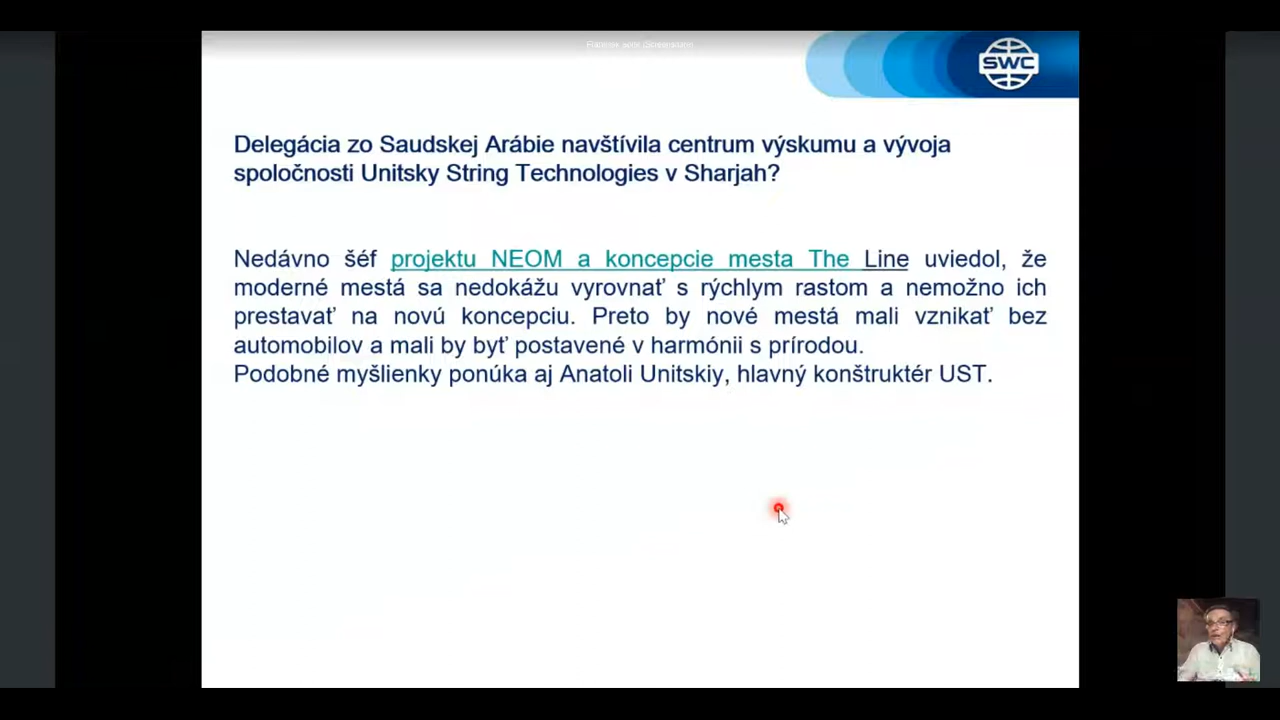 SWC
Delegácia zo Saudskej Arábie navštívila centrum výskumu a vývoja
spoločnosti Unitsky String Technologies v Sharjah?
Nedávno šéf projektu NEOM a koncepcie mesta The Line uviedol, že
moderné mestá sa nedokážu vyrovnať s rýchlym rastom a nemožno ich
prestavať na novú koncepciu. Preto by nové mestá mali vznikať bez
automobilov a mali by byť postavené v harmónii s prírodou.
Podobné myšlienky ponúka aj Anatoli Unitskiy, hlavný konštruktér UST.